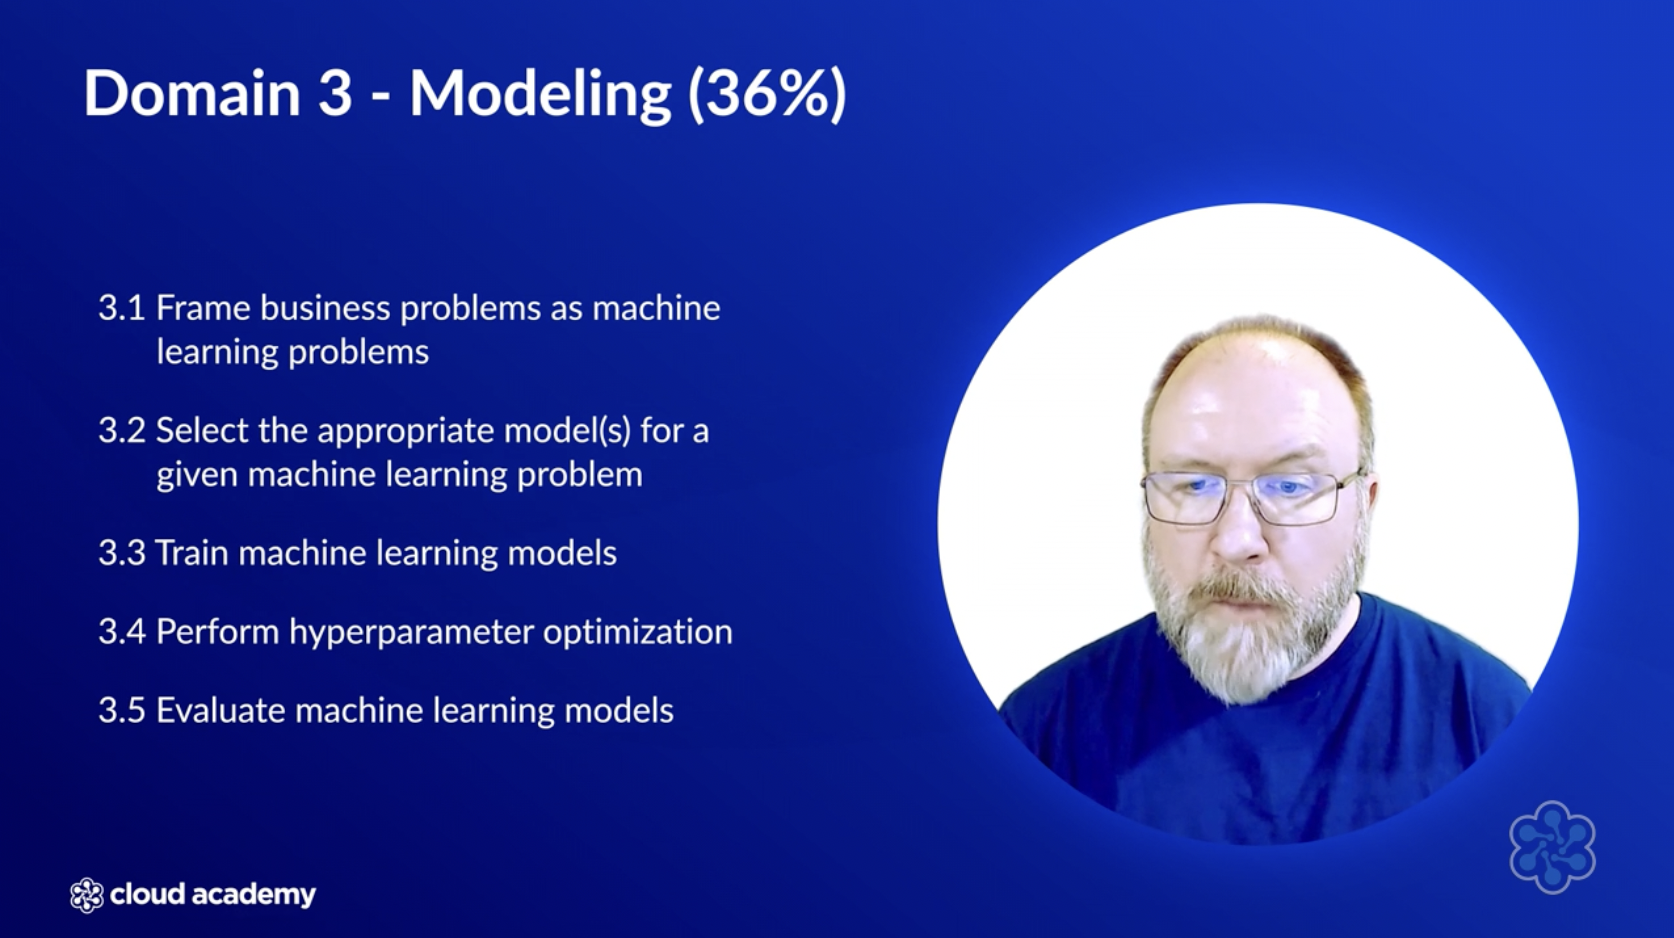 Domain 3 - Modeling (36%)
3.1 Frame business problems as machine
learning problems
3.2 Select the appropriate model(s) for a
given machine learning problem
3.3 Train machine learning models
3.4 Perform hyperparameter optimization
3.5 Evaluate machine learning models
cloud academy